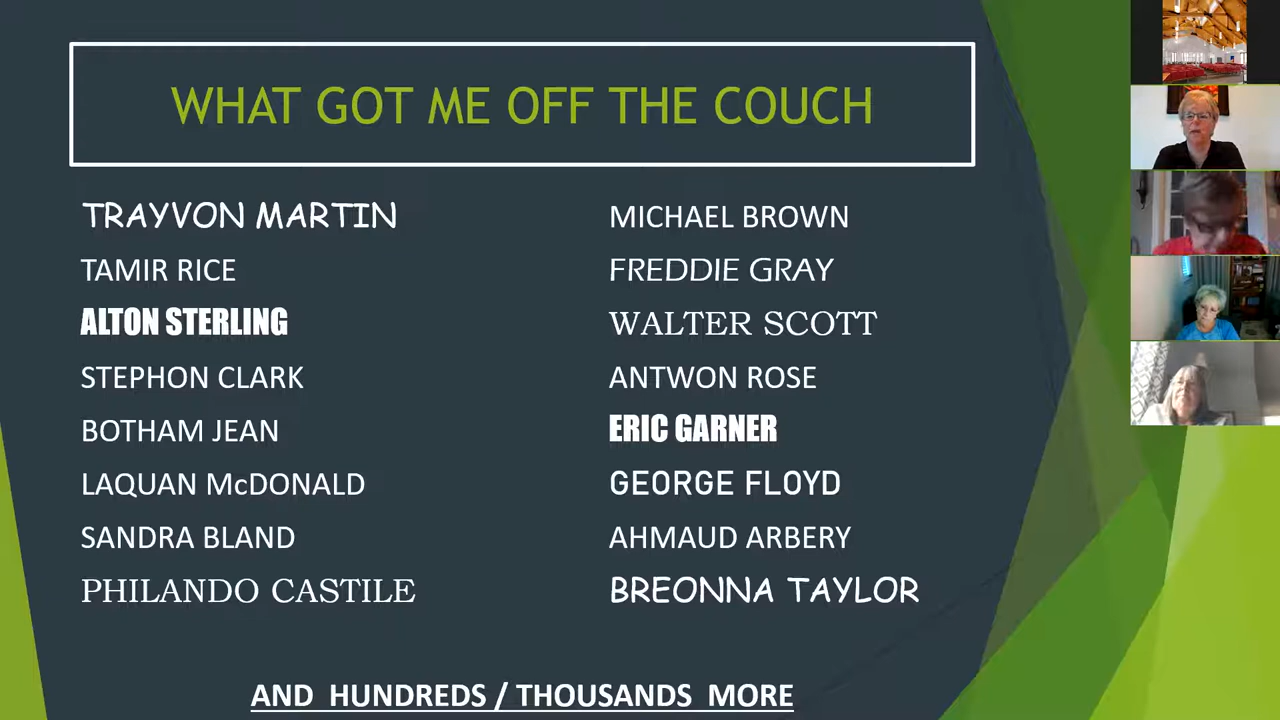 WHAT GOT ME OFF THE COUCH
TRAYVON MARTIN
TAMIR RICE
ALTON STERLING
STEPHON CLARK
BOTHAM JEAN
LAQUAN McDONALD
SANDRA BLAND
PHILANDO CASTILE
MICHAEL BROWN
FREDDIE GRAY
WALTER SCOTT
ANTWON ROSE
ERIC GARNER
GEORGE FLOYD
AHMAUD ARBERY
BREONNA TAYLOR
AND HUNDREDS / THOUSANDS MORE